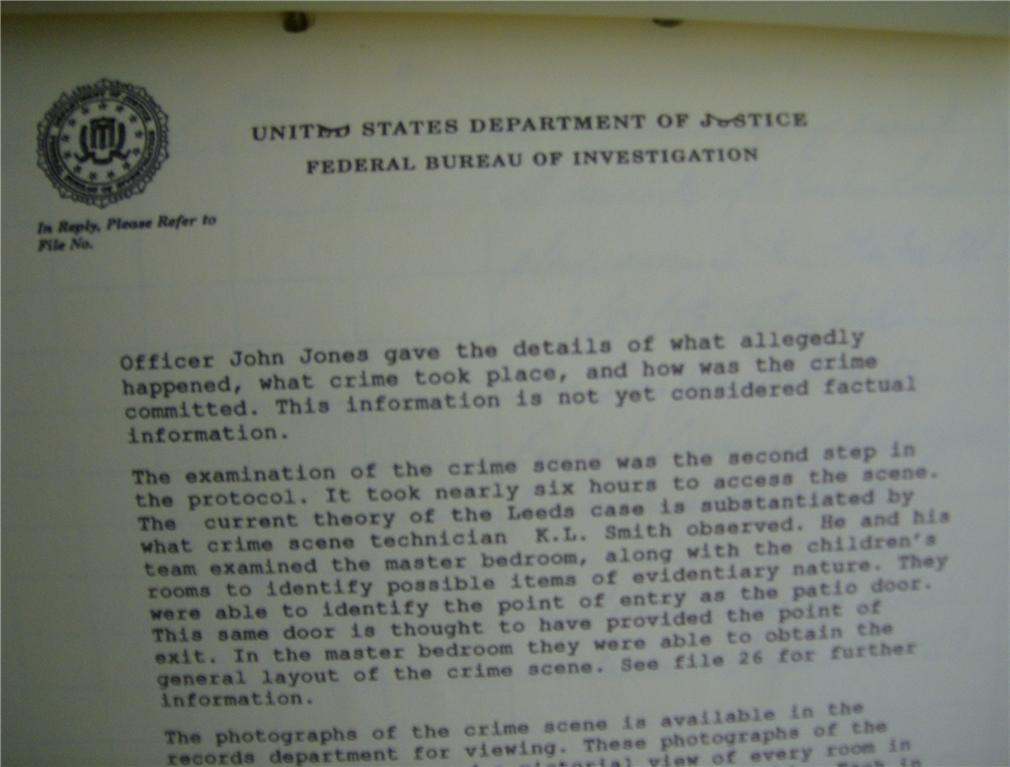 UNITED STATES DEPARTMENT OF JUSTICE
FEDERAL BUREAU OF INVESTIGATION
In Reply, Please Refer to
File No.
Officer John Jones gave the details of what allegedly
happened, what crime took place, and how was the crime
committed. This information is not yet considered factual
information.
The examination of the crime scene was the second step in
the protocol. It took nearly six hours to access the scene.
The current theory of the Leeds case is substantiated by
what crime scene technician K.L. Smith observed. He and his
team examined the master bedroom, along with the children's
rooms to identify possible items of evidentiary nature. They
were able to identify the point of entry as the patio door.
This same door is thought to have provided the point of
exit. In the master bedroom they were able to obtain the
general layout of the crime scene. See file 26 for further
information.
The photographs of the crime scene is available in the
records department for viewing. These photographs of the
pictorial view of every room in